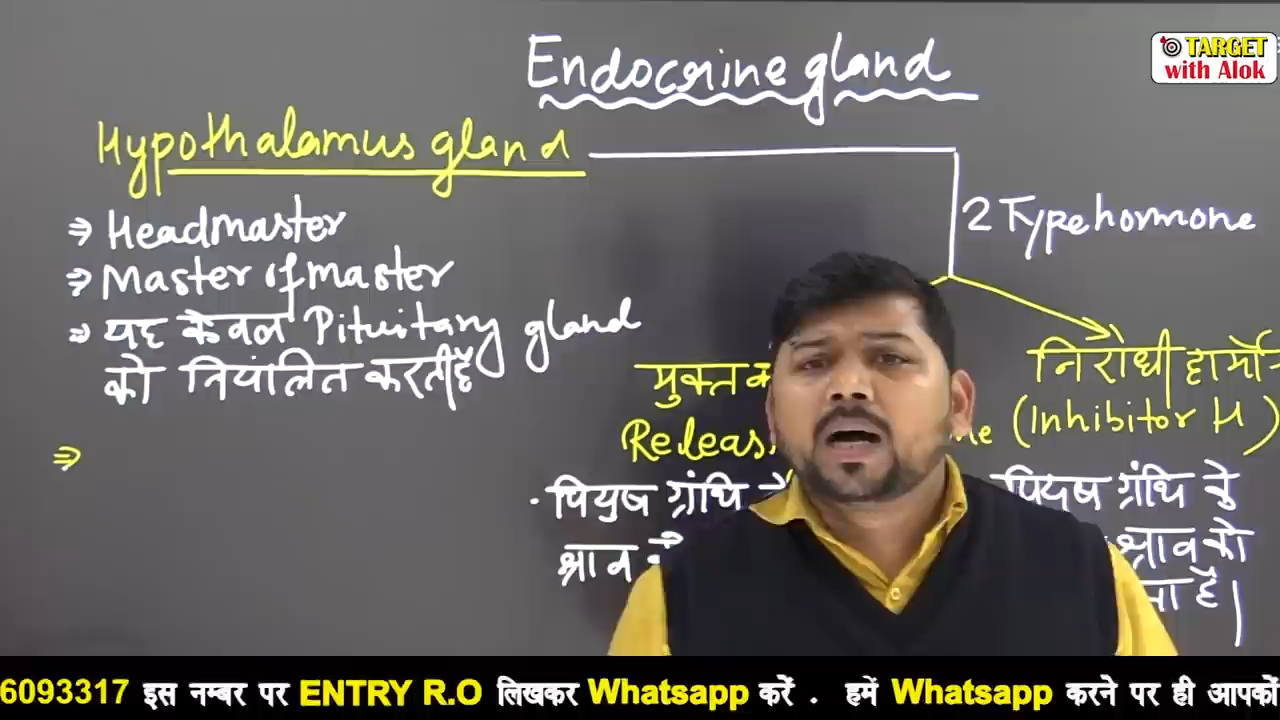 TARGET
with Alok
Endocrine gland
Hypothalamus gland
2 Type hormone
⇒ Headmaster
⇒ Master of master
⇒ यह केवल Pituitary gland
को नियंत्रित करती है
⇒
मुक्त
निरोधी हार्मो
(Inhibitor H)
· पियुष ग्रंथि
श्राव
पियुष ग्रंथि के
श्राव को
है|
6093317 इस नम्बर पर ENTRY R.O लिखकर Whatsapp करें . हमें Whatsapp करने पर ही आपको